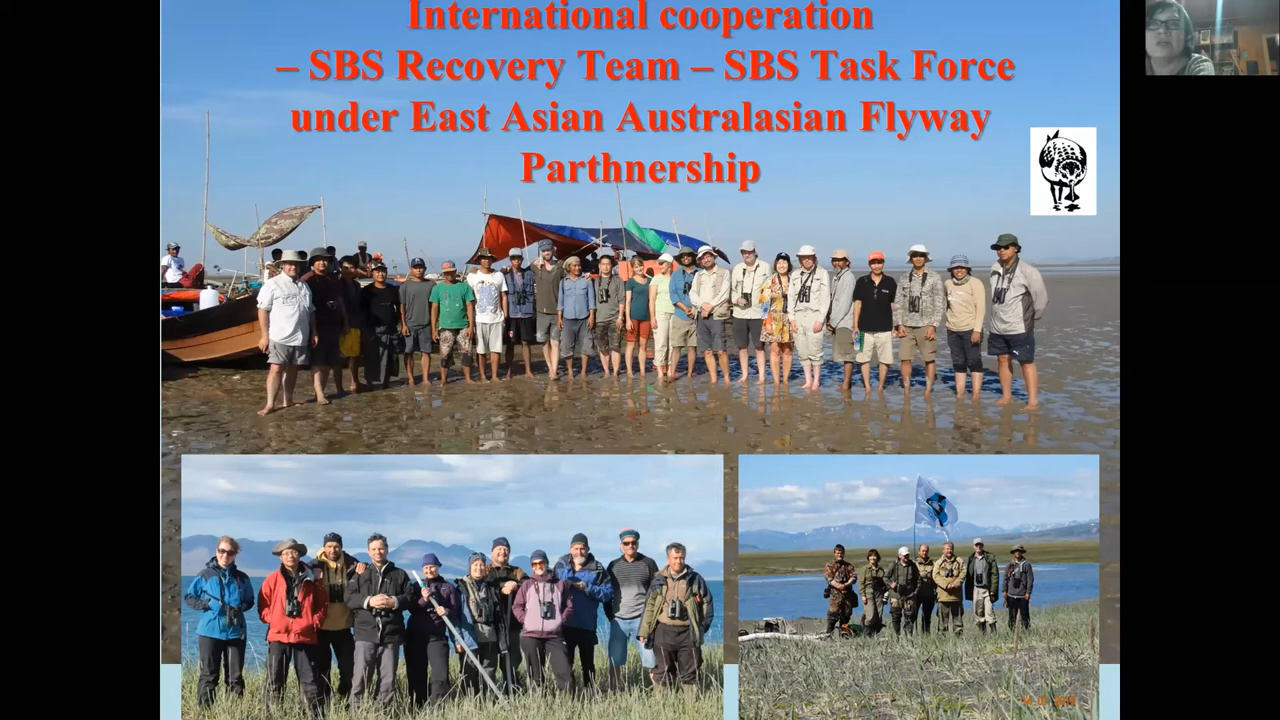 International cooperation
– SBS Recovery Team – SBS Task Force
under East Asian Australasian Flyway
Parthnership